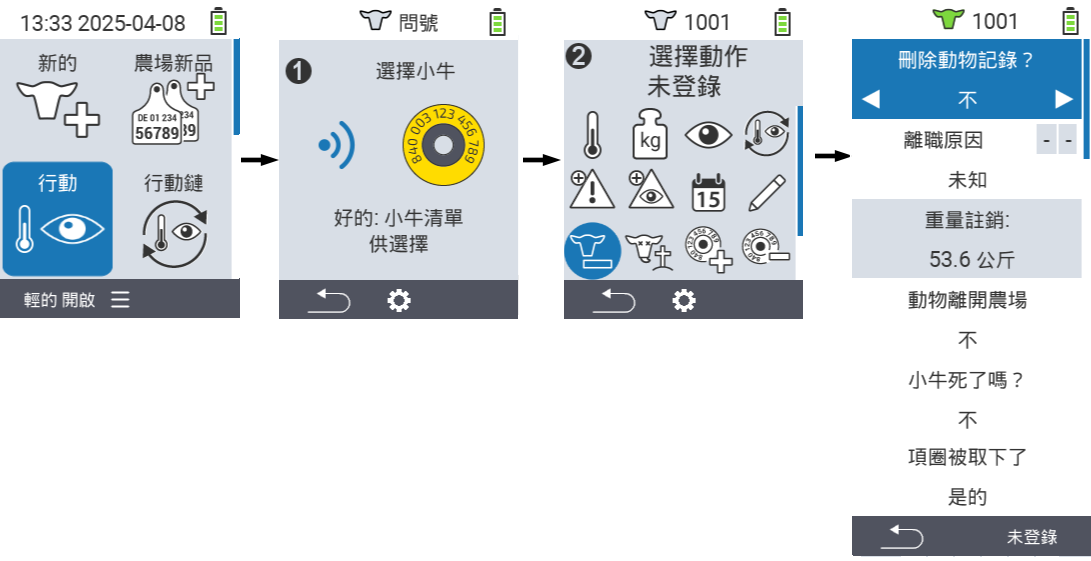 13:33 2025-04-08
新的
農場新品
DE 01 234
56789
234
39
行動
行動鏈
輕的 開啟
問號
1
選擇小牛
840 003 123 456 789
好的: 小牛清單
供選擇
1001
2
選擇動作
未登錄
kg
15
840 123 456 789
456
1001
刪除動物記錄？
不
離職原因 - -
未知
重量註銷:
53.6 公斤
動物離開農場
不
小牛死了嗎？
不
項圈被取下了
是的
未登錄